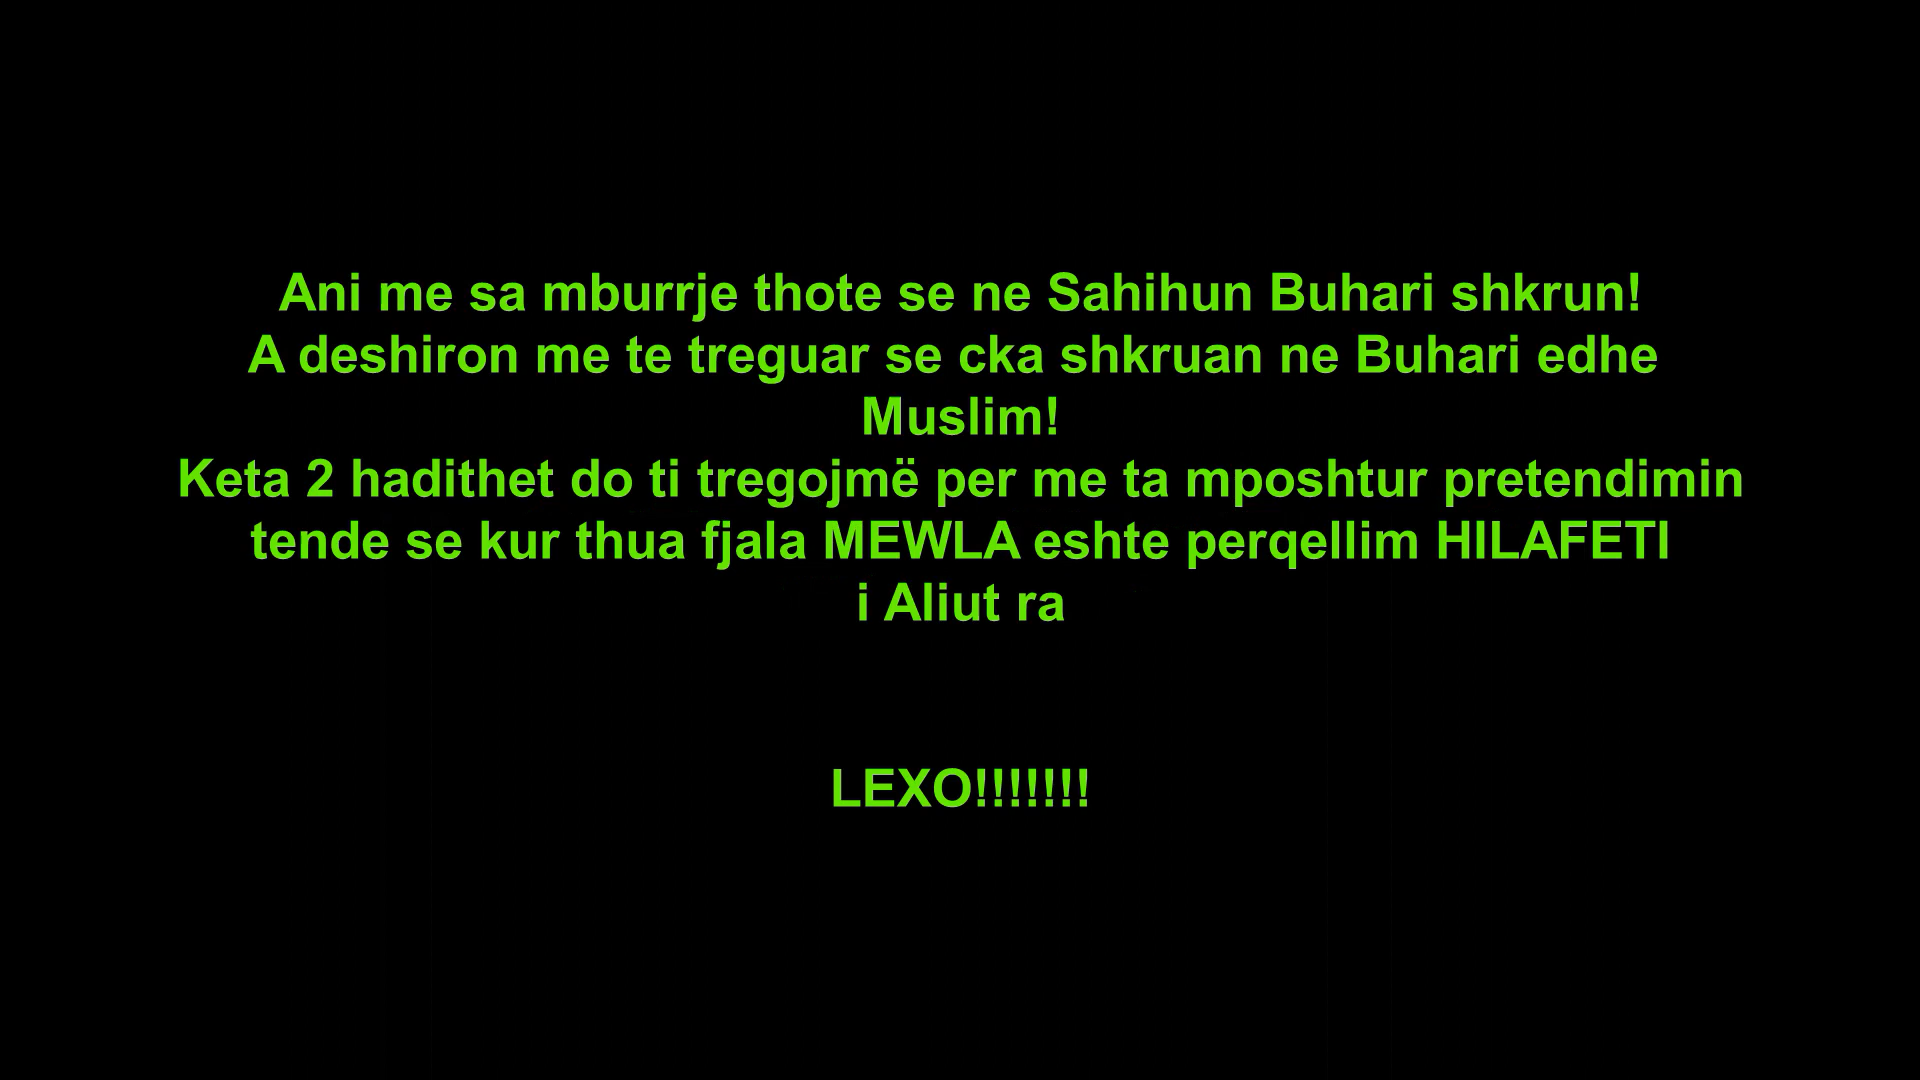 Ani me sa mburrje thote se ne Sahihun Buhari shkrun!
A deshiron me te treguar se cka shkruan ne Buhari edhe
Muslim!
Keta 2 hadithet do ti tregojmë per me ta mposhtur pretendimin
tende se kur thua fjala MEWLA eshte perqellim HILAFETI
i Aliut ra
LEXO!!!!!!!